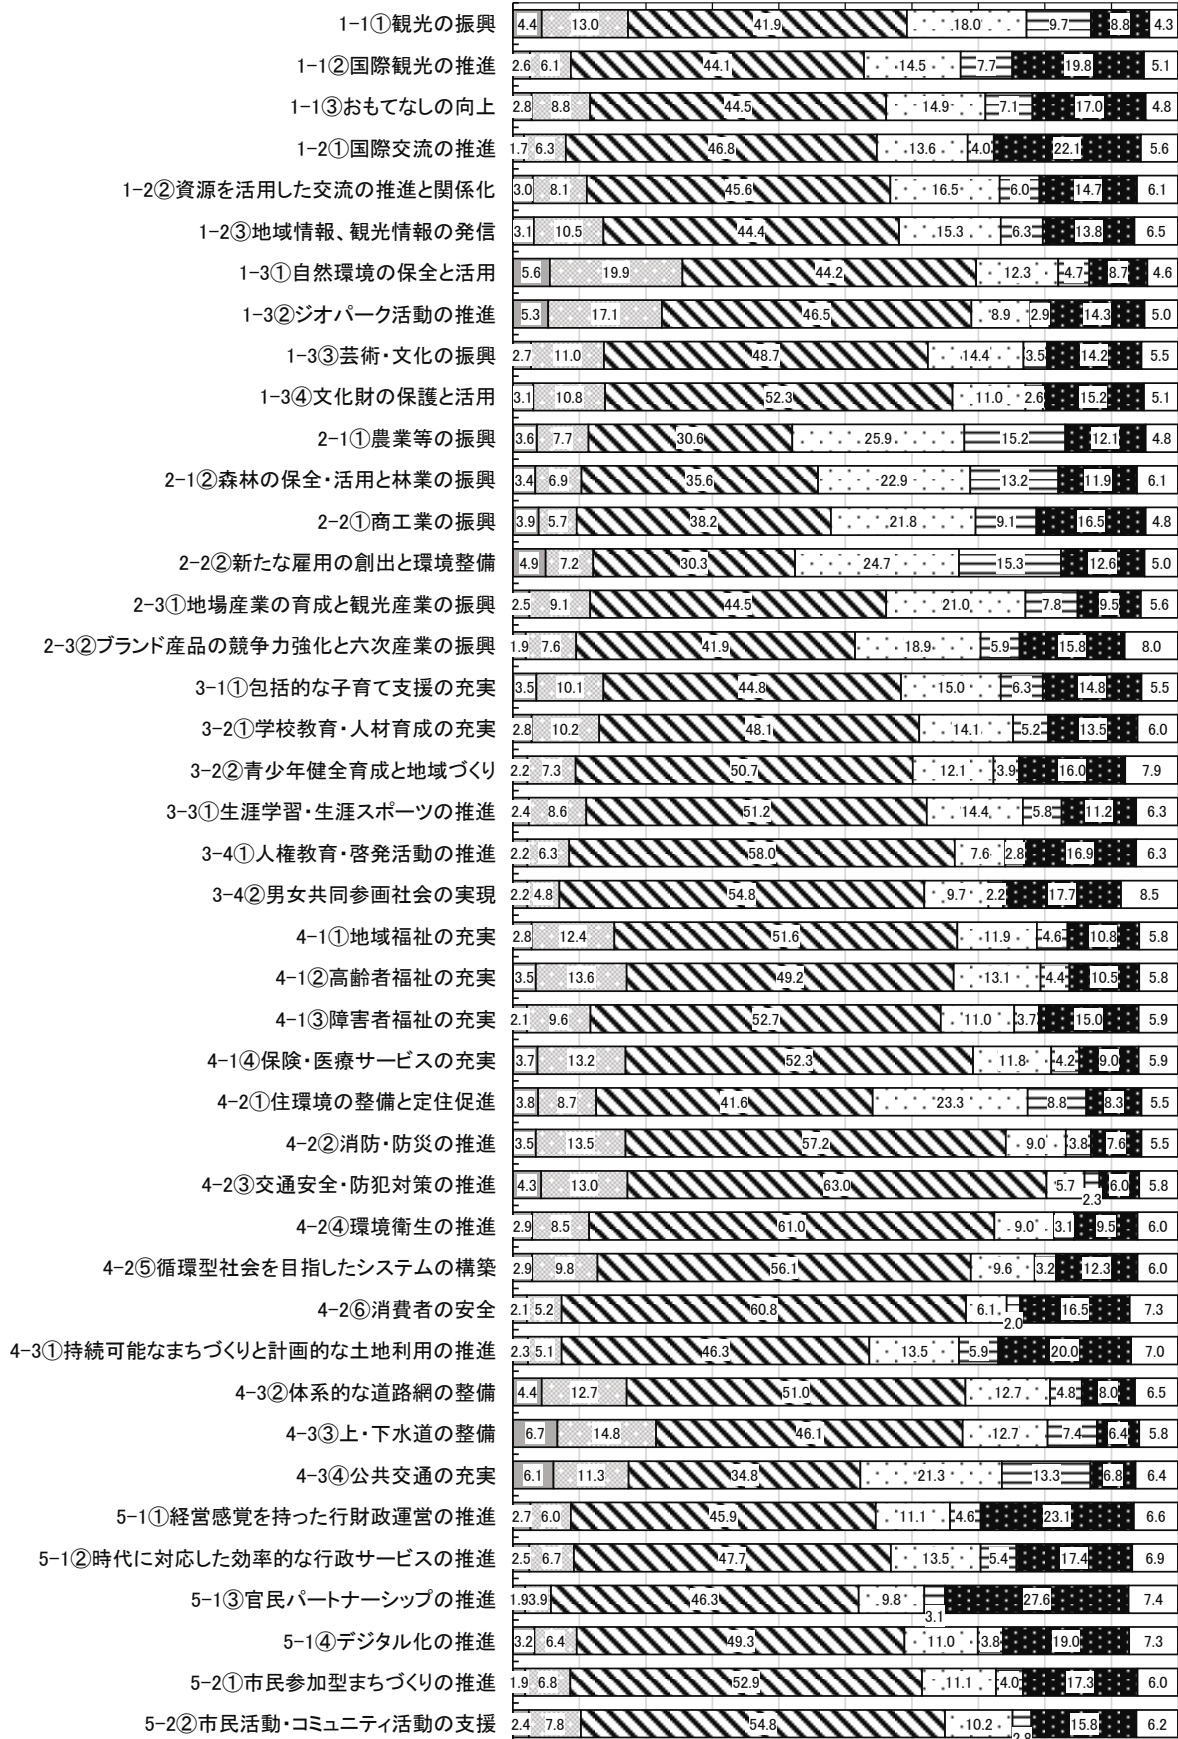 1-1①観光の振興 4.4 13.0 41.9 18.0 9.7 8.8 4.3
1-1②国際観光の推進 2.6 6.1 44.1 14.5 7.7 19.8 5.1
1-1③おもてなしの向上 2.8 8.8 44.5 14.9 7.1 17.0 4.8
1-2①国際交流の推進 1.7 6.3 46.8 13.6 4.0 22.1 5.6
1-2②資源を活用した交流の推進と関係化 3.0 8.1 45.6 16.5 6.0 14.7 6.1
1-2③地域情報、観光情報の発信 3.1 10.5 44.4 15.3 6.3 13.8 6.5
1-3①自然環境の保全と活用 5.6 19.9 44.2 12.3 4.7 8.7 4.6
1-3②ジオパーク活動の推進 5.3 17.1 46.5 8.9 2.9 14.3 5.0
1-3③芸術・文化の振興 2.7 11.0 48.7 14.4 3.5 14.2 5.5
1-3④文化財の保護と活用 3.1 10.8 52.3 11.0 2.6 15.2 5.1
2-1①農業等の振興 3.6 7.7 30.6 25.9 15.2 12.1 4.8
2-1②森林の保全・活用と林業の振興 3.4 6.9 35.6 22.9 13.2 11.9 6.1
2-2①商工業の振興 3.9 5.7 38.2 21.8 9.1 16.5 4.8
2-2②新たな雇用の創出と環境整備 4.9 7.2 30.3 24.7 15.3 12.6 5.0
2-3①地場産業の育成と観光産業の振興 2.5 9.1 44.5 21.0 7.8 9.5 5.6
2-3②ブランド産品の競争力強化と六次産業の振興 1.9 7.6 41.9 18.9 5.9 15.8 8.0
3-1①包括的な子育て支援の充実 3.5 10.1 44.8 15.0 6.3 14.8 5.5
3-2①学校教育・人材育成の充実 2.8 10.2 48.1 14.1 5.2 13.5 6.0
3-2②青少年健全育成と地域づくり 2.2 7.3 50.7 12.1 3.9 16.0 7.9
3-3①生涯学習・生涯スポーツの推進 2.4 8.6 51.2 14.4 5.8 11.2 6.3
3-4①人権教育・啓発活動の推進 2.2 6.3 58.0 7.6 2.8 16.9 6.3
3-4②男女共同参画社会の実現 2.2 4.8 54.8 9.7 2.2 17.7 8.5
4-1①地域福祉の充実 2.8 12.4 51.6 11.9 4.6 10.8 5.8
4-1②高齢者福祉の充実 3.5 13.6 49.2 13.1 4.4 10.5 5.8
4-1③障害者福祉の充実 2.1 9.6 52.7 11.0 3.7 15.0 5.9
4-1④保険・医療サービスの充実 3.7 13.2 52.3 11.8 4.2 9.0 5.9
4-2①住環境の整備と定住促進 3.8 8.7 41.6 23.3 8.8 8.3 5.5
4-2②消防・防災の推進 3.5 13.5 57.2 9.0 3.8 7.6 5.5
4-2③交通安全・防犯対策の推進 4.3 13.0 63.0 5.7 2.3 6.0 5.8
4-2④環境衛生の推進 2.9 8.5 61.0 9.0 3.1 9.5 6.0
4-2⑤循環型社会を目指したシステムの構築 2.9 9.8 56.1 9.6 3.2 12.3 6.0
4-2⑥消費者の安全 2.1 5.2 60.8 6.1 2.0 16.5 7.3
4-3①持続可能なまちづくりと計画的な土地利用の推進 2.3 5.1 46.3 13.5 5.9 20.0 7.0
4-3②体系的な道路網の整備 4.4 12.7 51.0 12.7 4.8 8.0 6.5
4-3③上・下水道の整備 6.7 14.8 46.1 12.7 7.4 6.4 5.8
4-3④公共交通の充実 6.1 11.3 34.8 21.3 13.3 6.8 6.4
5-1①経営感覚を持った行財政運営の推進 2.7 6.0 45.9 11.1 4.6 23.1 6.6
5-1②時代に対応した効率的な行政サービスの推進 2.5 6.7 47.7 13.5 5.4 17.4 6.9
5-1③官民パートナーシップの推進 1.9 3.9 46.3 9.8 3.1 27.6 7.4
5-1④デジタル化の推進 3.2 6.4 49.3 11.0 3.8 19.0 7.3
5-2①市民参加型まちづくりの推進 1.9 6.8 52.9 11.1 4.0 17.3 6.0
5-2②市民活動・コミュニティ活動の支援 2.4 7.8 54.8 10.2 2.8 15.8 6.2